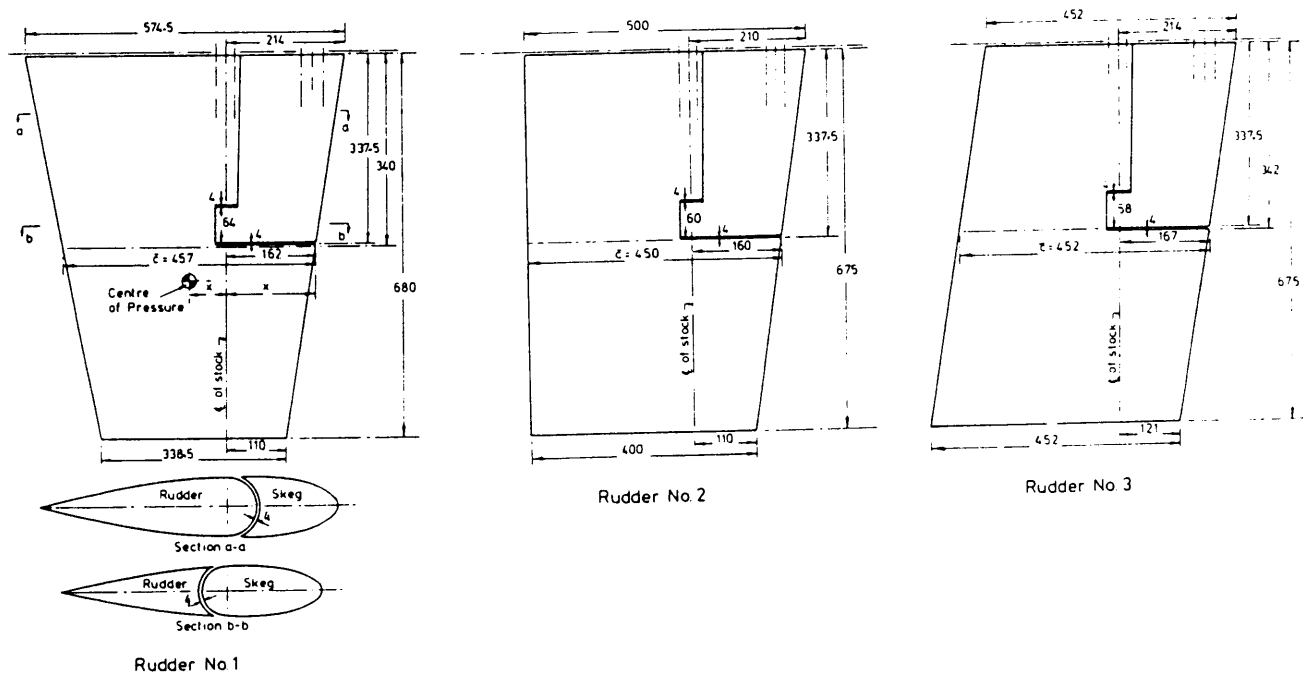 574.5
214
a
a
337.5
340
4
64
4
b
b
c̄ = 457
162
Centre
of Pressure
x̄
x
680
℄ of stock
110
338.5
Rudder
Skeg
4
Section a-a
Rudder
Skeg
4
Section b-b
Rudder No. 1
500
210
337.5
4
60
4
c̄ = 450
160
675
℄ of stock
110
400
Rudder No. 2
452
214
337.5
342
58
4
167
c̄ = 452
675
℄ of stock
121
452
Rudder No. 3